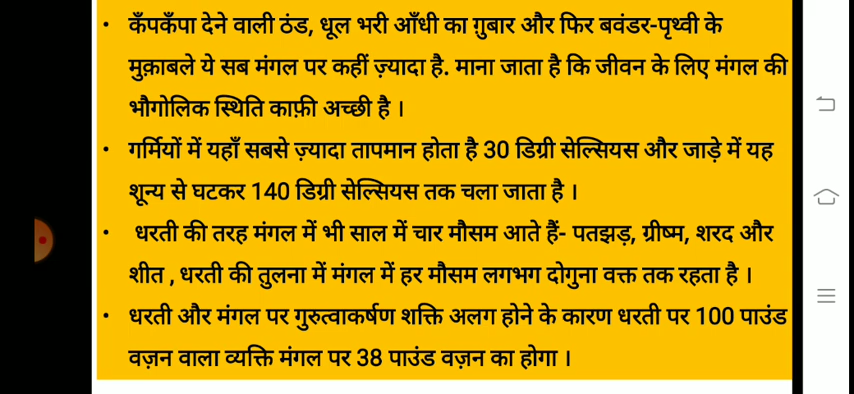 • कँपकँपा देने वाली ठंड, धूल भरी आँधी का ग़ुबार और फिर बवंडर-पृथ्वी के
मुक़ाबले ये सब मंगल पर कहीं ज़्यादा है. माना जाता है कि जीवन के लिए मंगल की
भौगोलिक स्थिति काफ़ी अच्छी है ।
• गर्मियों में यहाँ सबसे ज़्यादा तापमान होता है 30 डिग्री सेल्सियस और जाड़े में यह
शून्य से घटकर 140 डिग्री सेल्सियस तक चला जाता है ।
• धरती की तरह मंगल में भी साल में चार मौसम आते हैं- पतझड़, ग्रीष्म, शरद और
शीत , धरती की तुलना में मंगल में हर मौसम लगभग दोगुना वक्त तक रहता है ।
• धरती और मंगल पर गुरुत्वाकर्षण शक्ति अलग होने के कारण धरती पर 100 पाउंड
वज़न वाला व्यक्ति मंगल पर 38 पाउंड वज़न का होगा ।